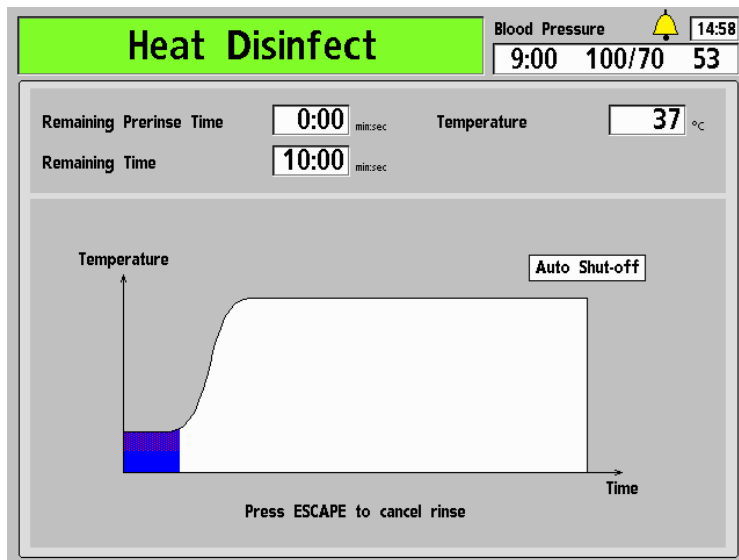 Heat Disinfect
Blood Pressure 14:58
9:00 100/70 53
Remaining Prerinse Time 0:00 min:sec Temperature 37 °C
Remaining Time 10:00 min:sec
Temperature
Auto Shut-off
Time
Press ESCAPE to cancel rinse